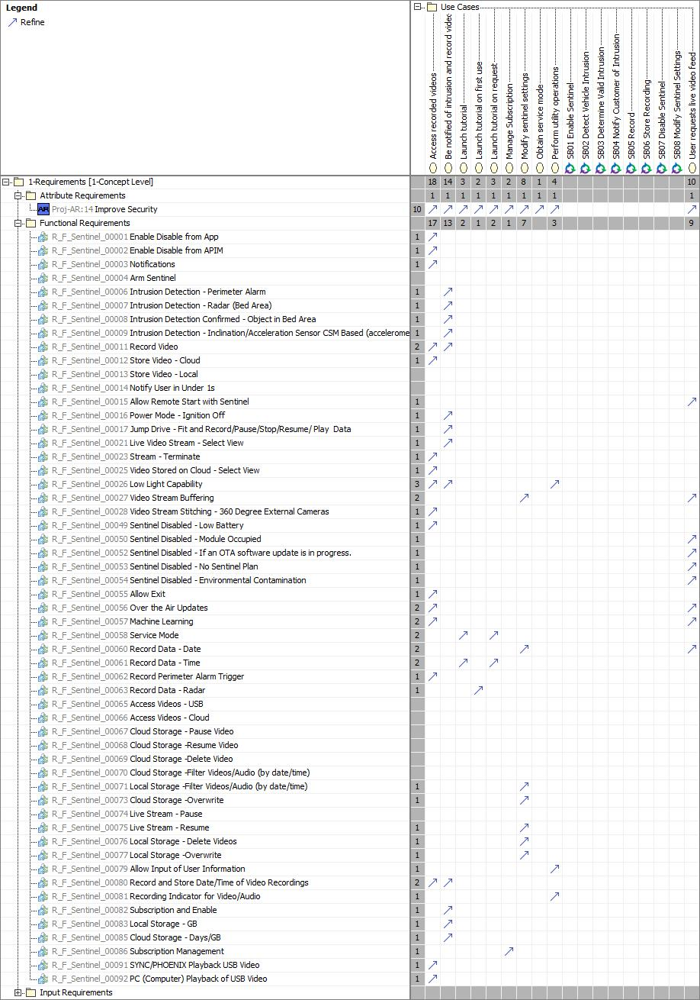 Legend
Refine
Use Cases
Access recorded videos
Be notified of intrusion and record video
Launch tutorial
Launch tutorial on first use
Launch tutorial on request
Manage Subscription
Modify sentinel settings
Obtain service mode
Perform utility operations
SB01 Enable Sentinel
SB02 Detect Vehicle Intrusion
SB03 Determine Valid Intrusion
SB04 Notify Customer of Intrusion
SB05 Record
SB06 Store Recording
SB07 Disable Sentinel
SB08 Modify Sentinel Settings
User requests live video feed
1-Requirements [1-Concept Level] 18 14 3 2 3 2 8 1 4 10
Attribute Requirements 1 1 1 1 1 1 1 1 1 1
AR Proj-AR:14 Improve Security 10
Functional Requirements 17 13 2 1 2 1 7 3 9
R_F_Sentinel_00001 Enable Disable from App 1
R_F_Sentinel_00002 Enable Disable from APIM 1
R_F_Sentinel_00003 Notifications 1
R_F_Sentinel_00004 Arm Sentinel
R_F_Sentinel_00006 Intrusion Detection - Perimeter Alarm 1
R_F_Sentinel_00007 Intrusion Detection - Radar (Bed Area) 1
R_F_Sentinel_00008 Intrusion Detection Confirmed - Object in Bed Area 1
R_F_Sentinel_00009 Intrusion Detection - Inclination/Acceleration Sensor CSM Based (accelerome 1
R_F_Sentinel_00011 Record Video 2
R_F_Sentinel_00012 Store Video - Cloud 1
R_F_Sentinel_00013 Store Video - Local
R_F_Sentinel_00014 Notify User in Under 1s
R_F_Sentinel_00015 Allow Remote Start with Sentinel 1
R_F_Sentinel_00016 Power Mode - Ignition Off 1
R_F_Sentinel_00017 Jump Drive - Fit and Record/Pause/Stop/Resume/ Play Data 1
R_F_Sentinel_00021 Live Video Stream - Select View 1
R_F_Sentinel_00023 Stream - Terminate 1
R_F_Sentinel_00025 Video Stored on Cloud - Select View 1
R_F_Sentinel_00026 Low Light Capability 3
R_F_Sentinel_00027 Video Stream Buffering 2
R_F_Sentinel_00028 Video Stream Stitching - 360 Degree External Cameras 1
R_F_Sentinel_00049 Sentinel Disabled - Low Battery 1
R_F_Sentinel_00050 Sentinel Disabled - Module Occupied 1
R_F_Sentinel_00052 Sentinel Disabled - If an OTA software update is in progress. 1
R_F_Sentinel_00053 Sentinel Disabled - No Sentinel Plan 1
R_F_Sentinel_00054 Sentinel Disabled - Environmental Contamination 1
R_F_Sentinel_00055 Allow Exit 1
R_F_Sentinel_00056 Over the Air Updates 2
R_F_Sentinel_00057 Machine Learning 2
R_F_Sentinel_00058 Service Mode 2
R_F_Sentinel_00060 Record Data - Date 2
R_F_Sentinel_00061 Record Data - Time 2
R_F_Sentinel_00062 Record Perimeter Alarm Trigger 1
R_F_Sentinel_00063 Record Data - Radar 1
R_F_Sentinel_00065 Access Videos - USB
R_F_Sentinel_00066 Access Videos - Cloud
R_F_Sentinel_00067 Cloud Storage - Pause Video
R_F_Sentinel_00068 Cloud Storage -Resume Video
R_F_Sentinel_00069 Cloud Storage -Delete Video
R_F_Sentinel_00070 Cloud Storage -Filter Videos/Audio (by date/time)
R_F_Sentinel_00071 Local Storage -Filter Videos/Audio (by date/time) 1
R_F_Sentinel_00073 Cloud Storage -Overwrite 1
R_F_Sentinel_00074 Live Stream - Pause
R_F_Sentinel_00075 Live Stream - Resume 1
R_F_Sentinel_00076 Local Storage - Delete Videos 1
R_F_Sentinel_00077 Local Storage -Overwrite 1
R_F_Sentinel_00079 Allow Input of User Information 1
R_F_Sentinel_00080 Record and Store Date/Time of Video Recordings 2
R_F_Sentinel_00081 Recording Indicator for Video/Audio 1
R_F_Sentinel_00082 Subscription and Enable 1
R_F_Sentinel_00083 Local Storage - GB 1
R_F_Sentinel_00085 Cloud Storage - Days/GB 1
R_F_Sentinel_00086 Subscription Management 1
R_F_Sentinel_00091 SYNC/PHOENIX Playback USB Video 1
R_F_Sentinel_00092 PC (Computer) Playback of USB Video 1
Input Requirements